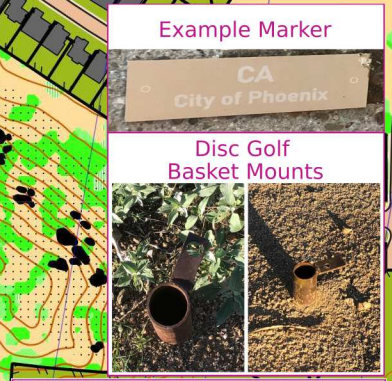 Example Marker
CA
City of Phoenix
Disc Golf
Basket Mounts